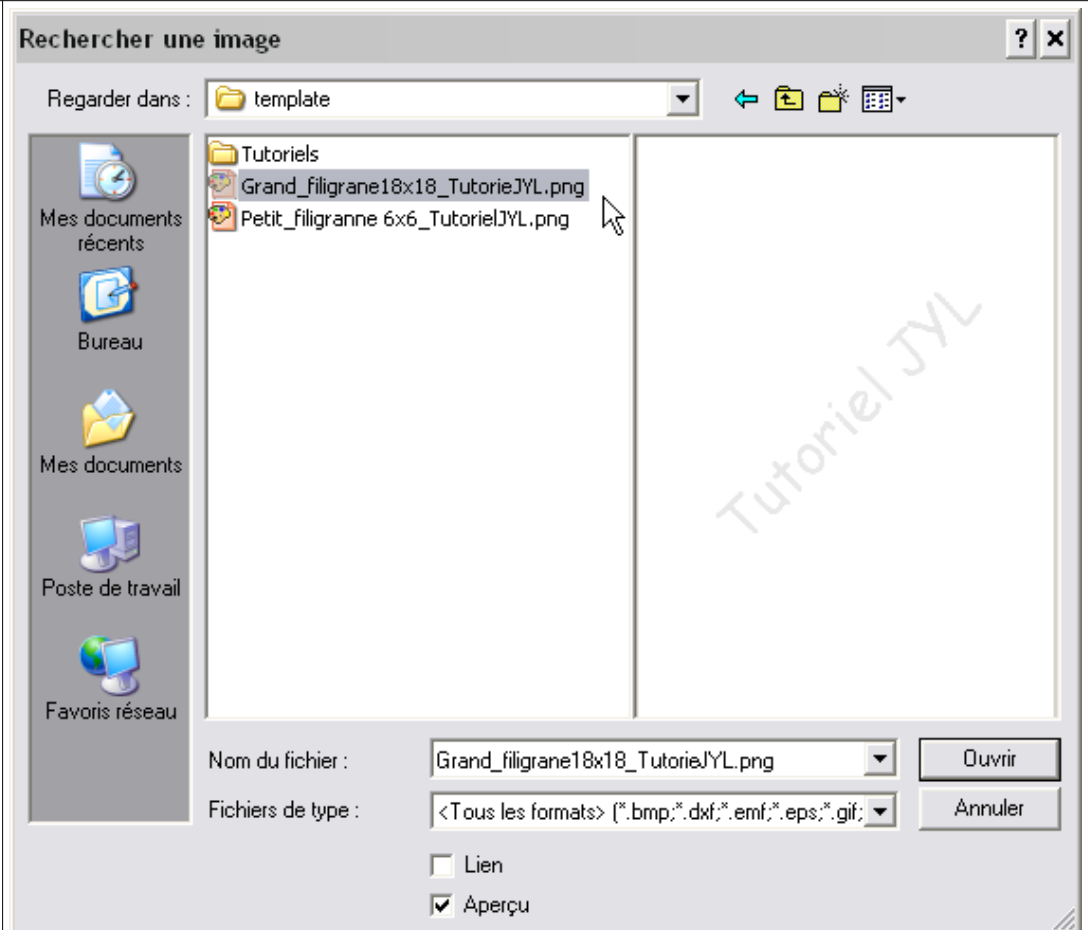 Rechercher une image
Regarder dans :
template
Mes documents
récents
Bureau
Mes documents
Poste de travail
Favoris réseau
Tutoriels
Grand_filigrane18x18_TutorieJYL.png
Petit_filigranne 6x6_TutorielJYL.png
Tutoriel JYL
Nom du fichier :
Grand_filigrane18x18_TutorieJYL.png
Ouvrir
Fichiers de type :
<Tous les formats> (*.bmp;*.dxf;*.emf;*.eps;*.gif;
Annuler
Lien
Aperçu